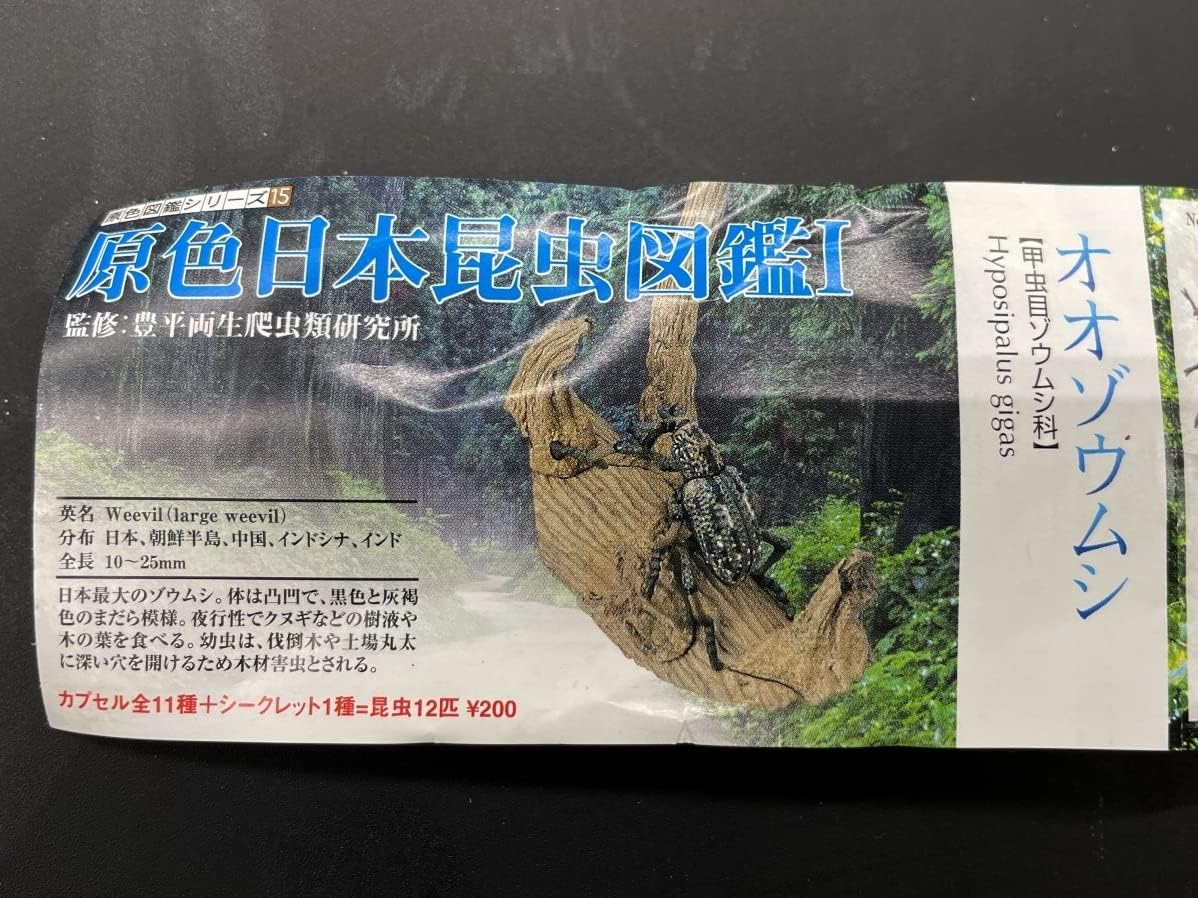 原色図鑑シリーズ15
原色日本昆虫図鑑I
監修:豊平両生爬虫類研究所
英名 Weevil(large weevil)
分布 日本、朝鮮半島、中国、インドシナ、インド
全長 10〜25mm
日本最大のゾウムシ。体は凸凹で、黒色と灰褐
色のまだら模様。夜行性でクヌギなどの樹液や
木の葉を食べる。幼虫は、伐倒木や土場丸太
に深い穴を開けるため木材害虫とされる。
カプセル全11種+シークレット1種=昆虫12匹 ¥200
オオゾウムシ
【甲虫目ゾウムシ科】
Hyposipalus gigas